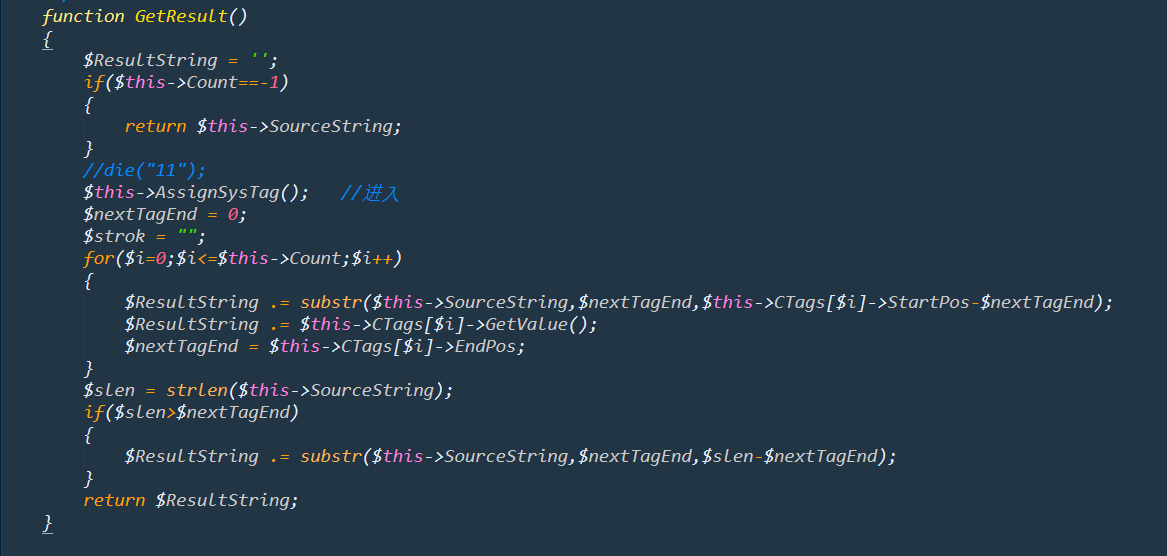 function GetResult()
{
$ResultString = '';
if($this->Count==-1)
{
return $this->SourceString;
}
//die("11");
$this->AssignSysTag();   //进入
$nextTagEnd = 0;
$strok = "";
for($i=0;$i<=$this->Count;$i++)
{
$ResultString .= substr($this->SourceString,$nextTagEnd,$this->CTags[$i]->StartPos-$nextTagEnd);
$ResultString .= $this->CTags[$i]->GetValue();
$nextTagEnd = $this->CTags[$i]->EndPos;
}
$slen = strlen($this->SourceString);
if($slen>$nextTagEnd)
{
$ResultString .= substr($this->SourceString,$nextTagEnd,$slen-$nextTagEnd);
}
return $ResultString;
}